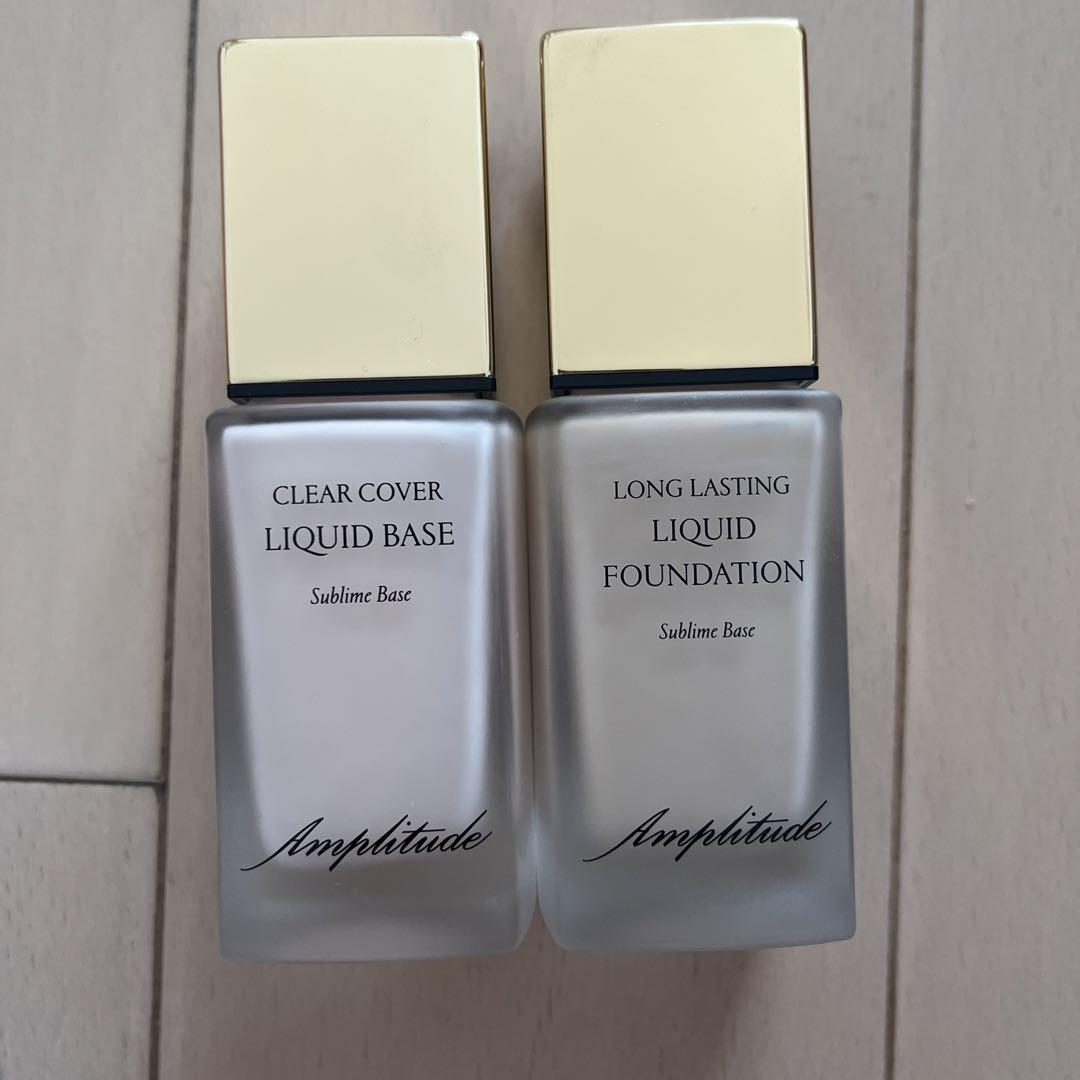 CLEAR COVER
LIQUID BASE
Sublime Base
Amplitude
LONG LASTING
LIQUID
FOUNDATION
Sublime Base
Amplitude